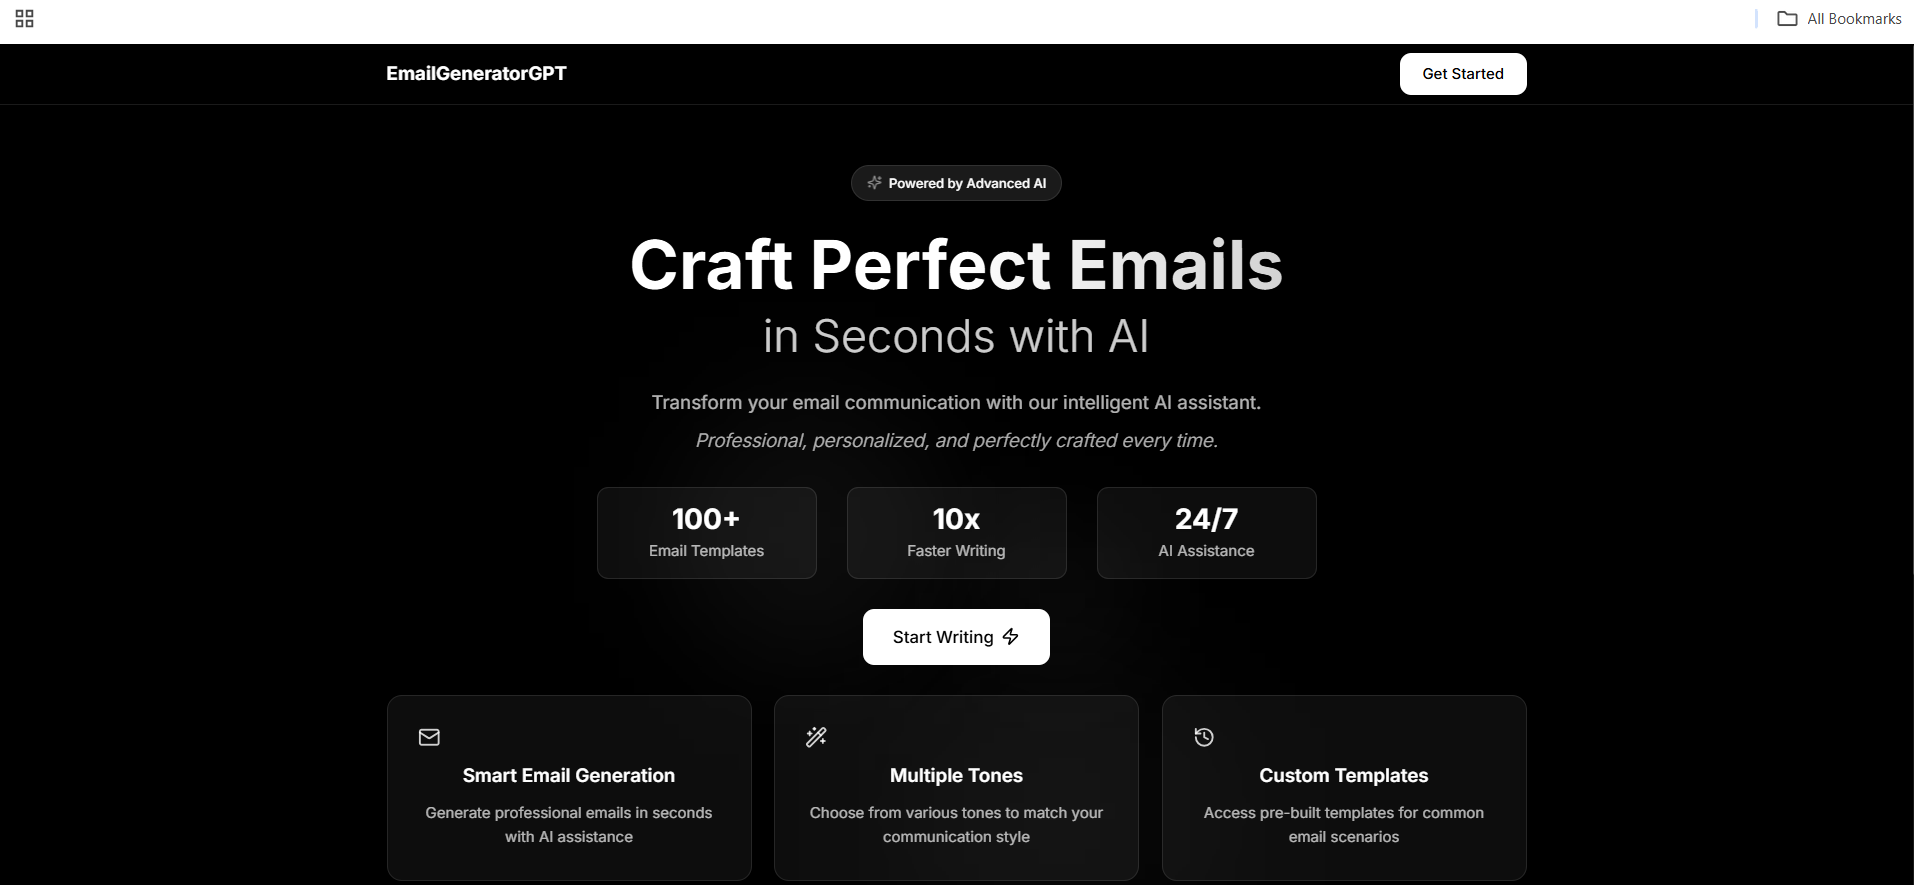 All Bookmarks
EmailGeneratorGPT
Get Started
Powered by Advanced AI
Craft Perfect Emails
in Seconds with AI
Transform your email communication with our intelligent AI assistant.
Professional, personalized, and perfectly crafted every time.
100+
Email Templates
10x
Faster Writing
24/7
AI Assistance
Start Writing
Smart Email Generation
Generate professional emails in seconds
with AI assistance
Multiple Tones
Choose from various tones to match your
communication style
Custom Templates
Access pre-built templates for common
email scenarios